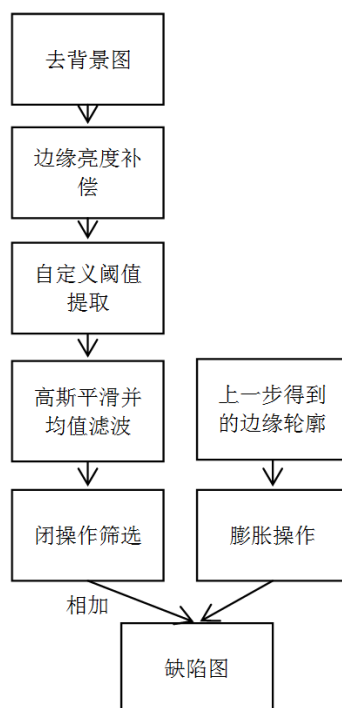 去背景图
边缘亮度补
偿
自定义阈值
提取
高斯平滑并
均值滤波
上一步得到
的边缘轮廓
闭操作筛选
膨胀操作
相加
缺陷图